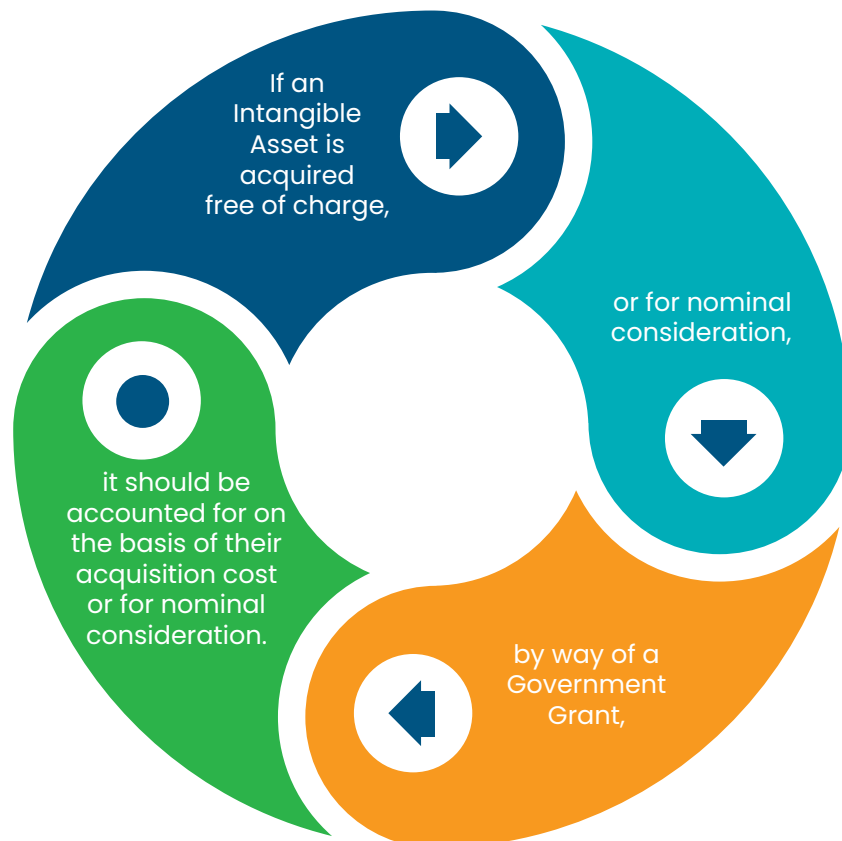 If an
Intangible
Asset is
acquired
free of charge,
or for nominal
consideration,
by way of a
Government
Grant,
it should be
accounted for on
the basis of their
acquisition cost
or for nominal
consideration.